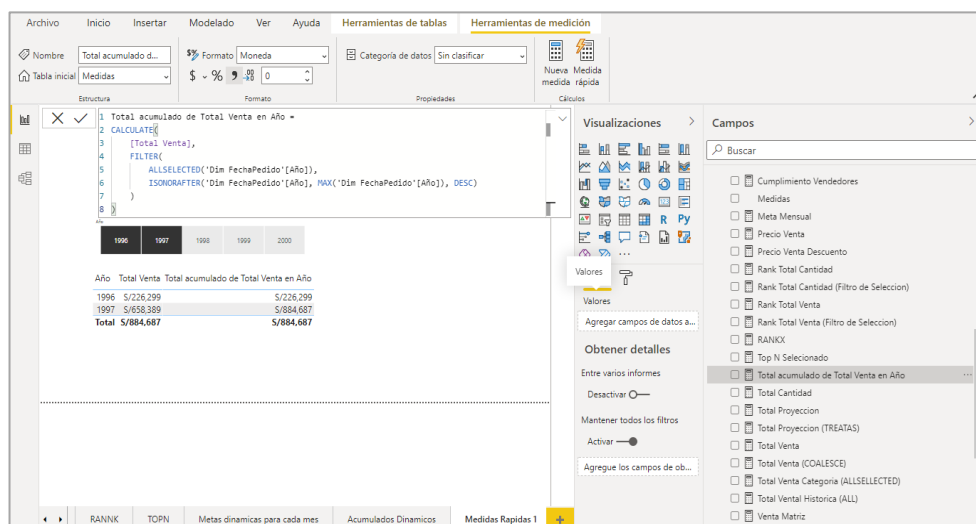 Archivo Inicio Insertar Modelado Ver Ayuda Herramientas de tablas Herramientas de medición
Nombre Total acumulado d... Formato Moneda Categoría de datos Sin clasificar
Tabla inicial Medidas $ % 0 Nueva medida Medida rápida
Estructura Formato Propiedades Cálculos
1 Total acumulado de Total Venta en Año =
2 CALCULATE(
3 [Total Venta],
4 FILTER(
5 ALLSELECTED('Dim FechaPedido'[Año]),
6 ISONORAFTER('Dim FechaPedido'[Año], MAX('Dim FechaPedido'[Año]), DESC)
7 )
8 )
Año
1996 1997 1998 1999 2000
Año Total Venta Total acumulado de Total Venta en Año
1996 S/226,299 S/226,299
1997 S/658,389 S/884,687
Total S/884,687 S/884,687
Visualizaciones
R Py
Valores
Valores
Agregar campos de datos a...
Obtener detalles
Entre varios informes
Desactivar
Mantener todos los filtros
Activar
Agregue los campos de ob...
Campos
Buscar
Cumplimiento Vendedores
Medidas
Meta Mensual
Precio Venta
Precio Venta Descuento
Rank Total Cantidad
Rank Total Cantidad (Filtro de Seleccion)
Rank Total Venta
Rank Total Venta (Filtro de Seleccion)
RANKX
Top N Selecionado
Total acumulado de Total Venta en Año
Total Cantidad
Total Proyeccion
Total Proyeccion (TREATAS)
Total Venta
Total Venta (COALESCE)
Total Venta Categoria (ALLSELLECTED)
Total Vental Historica (ALL)
Venta Matriz
RANNK TOPN Metas dinamicas para cada mes Acumulados Dinamicos Medidas Rapidas 1